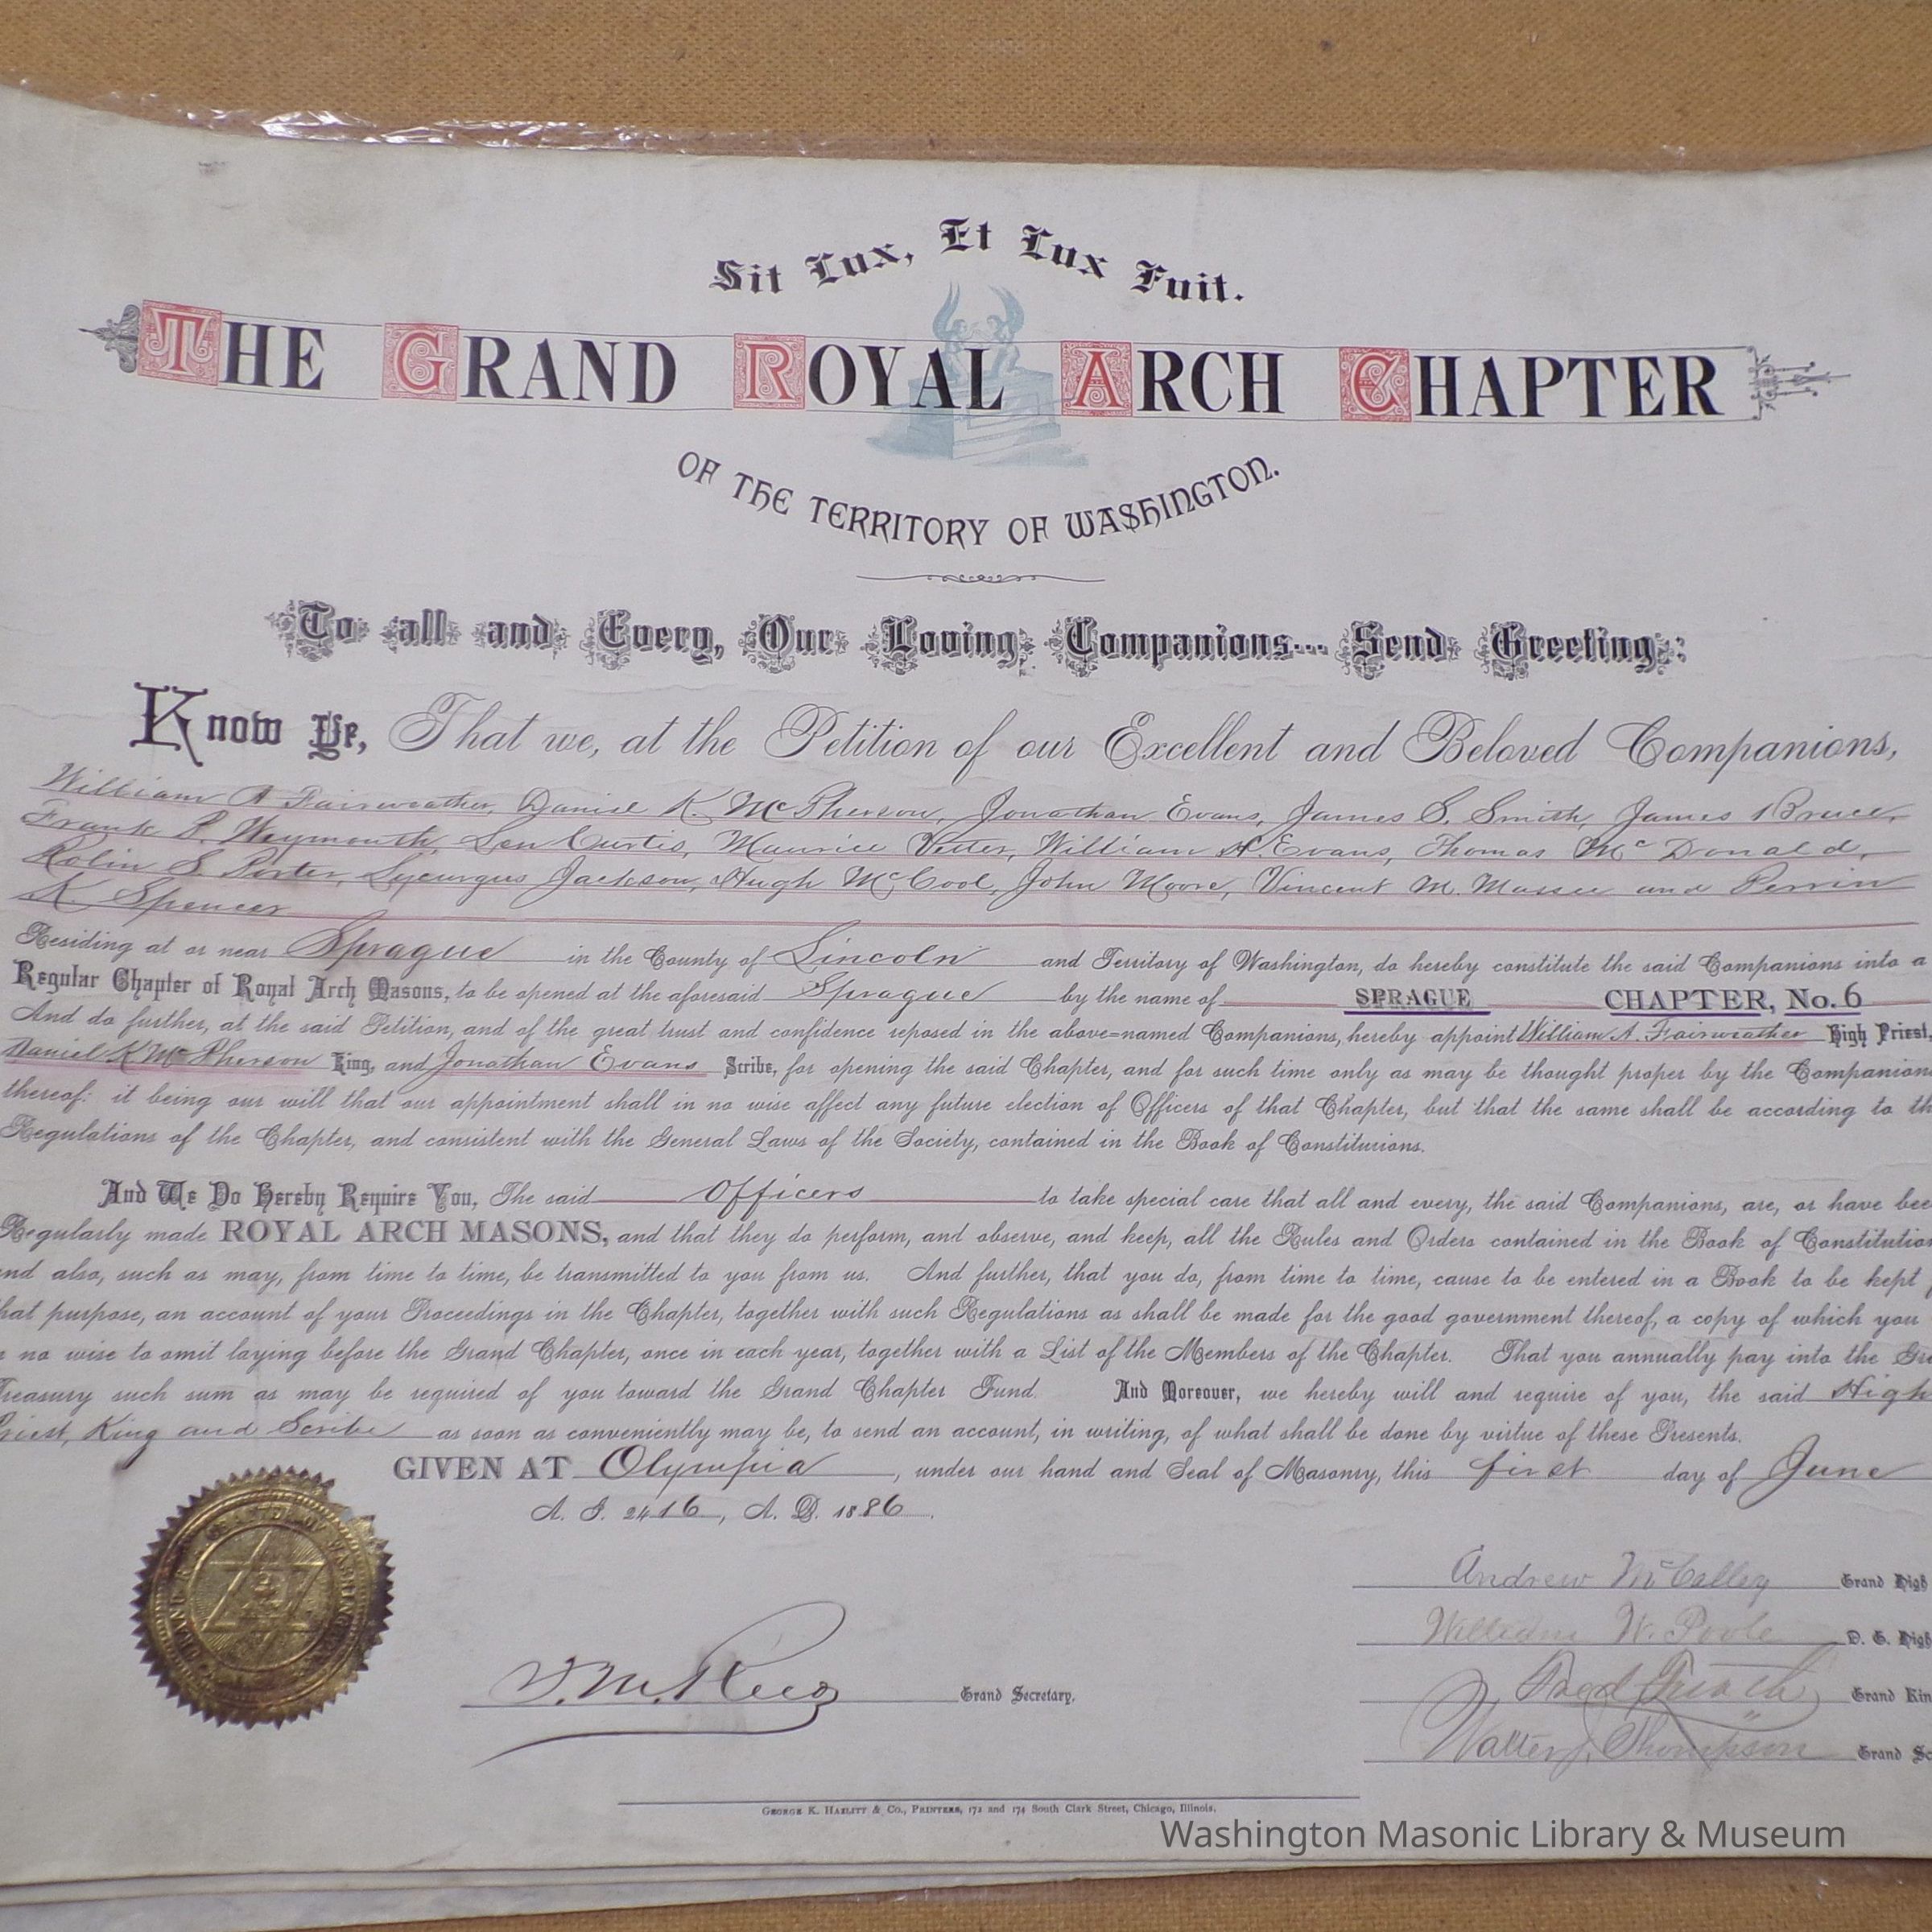 Sit Lux, Et Lux Fuit.
THE GRAND ROYAL ARCH CHAPTER
OF THE TERRITORY OF WASHINGTON.
To all and Every, Our Loving Companions... Send Greeting:
Know Ye, That we, at the Petition of our Excellent and Beloved Companions,
William A Fairweather, Daniel K. McPherson, Jonathan Evans, James S. Smith, James Bruce,
Frank P. Weymouth, Len Curtis, Maurice Vetter, William H. Evans, Thomas McDonald,
Rolin S. Porter, Lycurgus Jackson, Hugh McCool, John Moore, Vincent M. Massie and Perrin
K. Spencer
Residing at or near Sprague in the County of Lincoln and Territory of Washington, do hereby constitute the said Companions into a
Regular Chapter of Royal Arch Masons, to be opened at the aforesaid Sprague by the name of SPRAGUE CHAPTER, No. 6
And do further, at the said Petition, and of the great trust and confidence reposed in the above=named Companions, hereby appoint William A. Fairweather High Priest,
Daniel K McPherson King, and Jonathan Evans Scribe, for opening the said Chapter, and for such time only as may be thought proper by the Companions
thereof: it being our will that our appointment shall in no wise affect any future election of Officers of that Chapter, but that the same shall be according to th
Regulations of the Chapter, and consistent with the General Laws of the Society, contained in the Book of Constitutions.
And We Do Hereby Require You, The said Officers to take special care that all and every, the said Companions, are, or have bee
Regularly made ROYAL ARCH MASONS, and that they do perform, and observe, and keep, all the Rules and Orders contained in the Book of Constitution
nd also, such as may, from time to time, be transmitted to you from us. And further, that you do, from time to time, cause to be entered in a Book to be kept f
hat purpose, an account of your Proceedings in the Chapter, together with such Regulations as shall be made for the good government thereof, a copy of which you
n no wise to omit laying before the Grand Chapter, once in each year, together with a List of the Members of the Chapter. That you annually pay into the Gra
Treasury such sum as may be required of you toward the Grand Chapter Fund. And Moreover, we hereby will and require of you, the said High
Priest, King and Scribe as soon as conveniently may be, to send an account, in writing, of what shall be done by virtue of these Presents.
GIVEN AT Olympia, under our hand and Seal of Masonry, this first day of June
A. I. 2416, A. D. 1886.
Andrew McCalley Grand High
William W. Poole D. G. High
T. M. Reed Grand Secretary.
Grand Kin
Walter J. Thompson Grand Sc
GEORGE K. HAZLITT & CO., PRINTERS, 172 and 174 South Clark Street, Chicago, Illinois.
Washington Masonic Library & Museum